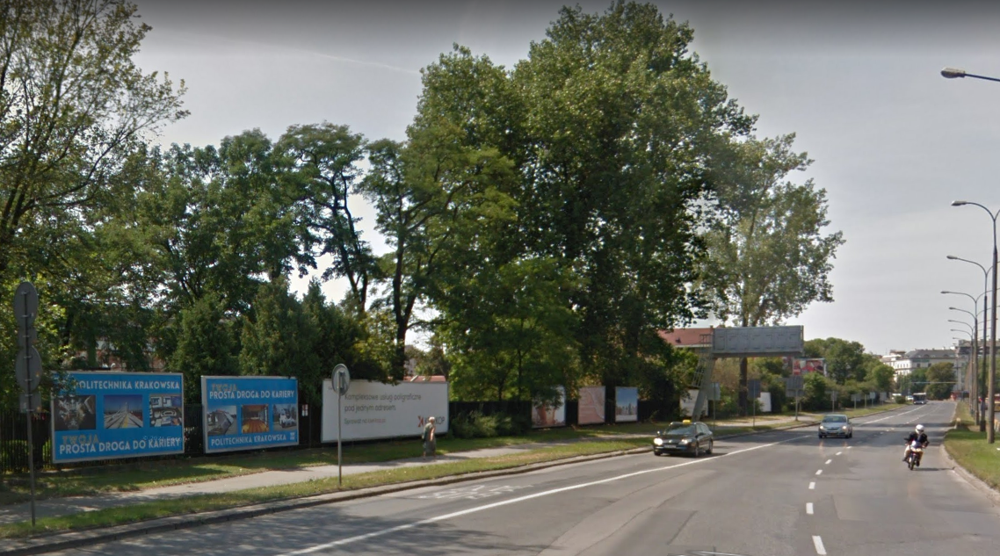 POLITECHNIKA KRAKOWSKA
TWOJA
PROSTA DROGA DO KARIERY
TWOJA
PROSTA DROGA DO KARIERY
POLITECHNIKA KRAKOWSKA
Kompleksowe usługi poligraficzne
pod jednym adresem.